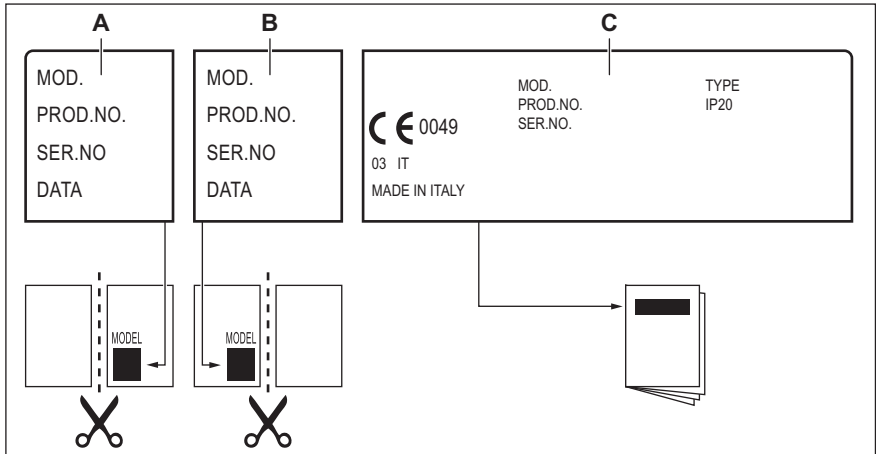 A
B
C
MOD.
PROD.NO.
SER.NO
DATA
MOD.
PROD.NO.
SER.NO
DATA
MOD.
PROD.NO.
SER.NO.
TYPE
IP20
CE 0049
03 IT
MADE IN ITALY
MODEL
MODEL